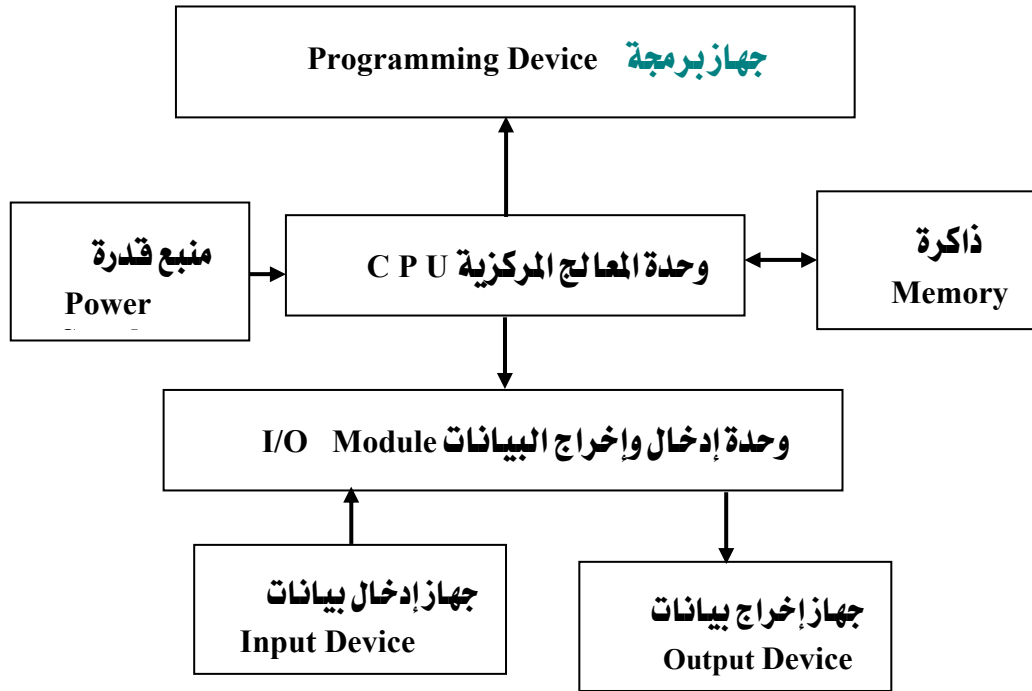 جهاز برمجة Programming Device
منبع قدرة
Power
وحدة المعالج المركزية C P U
ذاكرة
Memory
وحدة إدخال وإخراج البيانات I/O Module
جهاز إدخال بيانات
Input Device
جهاز إخراج بيانات
Output Device